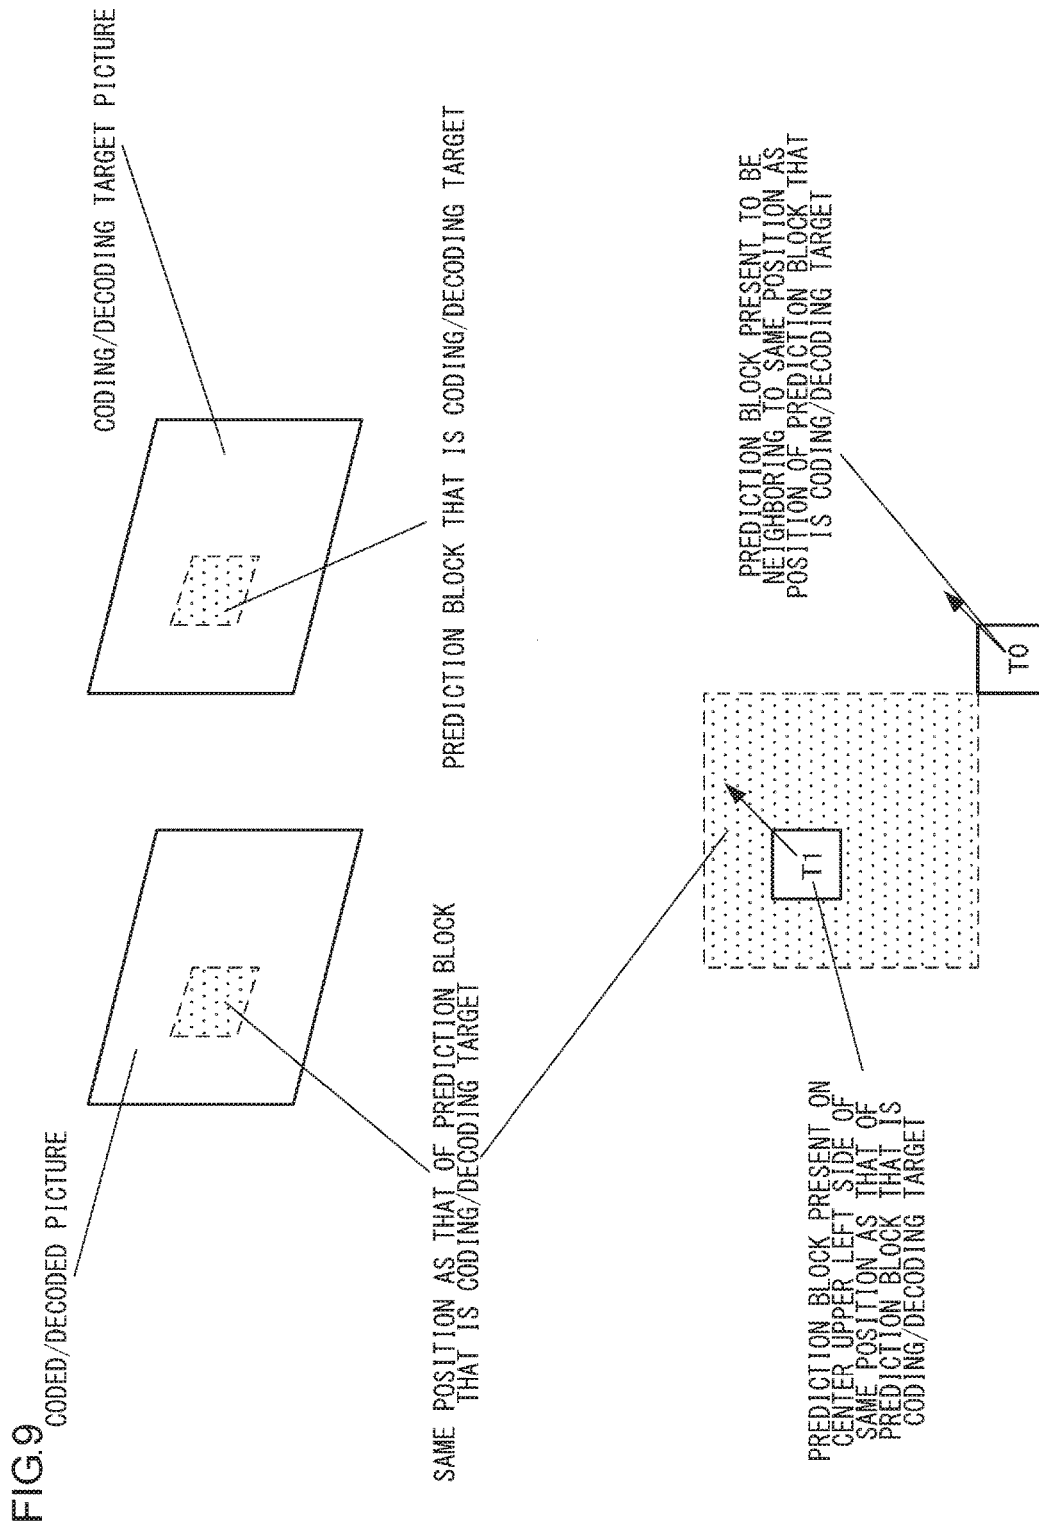 FIG.9
CODED/DECODED PICTURE
CODING/DECODING TARGET PICTURE
SAME POSITION AS THAT OF PREDICTION BLOCK
THAT IS CODING/DECODING TARGET
PREDICTION BLOCK THAT IS CODING/DECODING TARGET
PREDICTION BLOCK PRESENT ON
CENTER UPPER LEFT SIDE OF
SAME POSITION AS THAT OF
PREDICTION BLOCK THAT IS
CODING/DECODING TARGET
T1
PREDICTION BLOCK PRESENT TO BE
NEIGHBORING TO SAME POSITION AS
POSITION OF PREDICTION BLOCK THAT
IS CODING/DECODING TARGET
T0